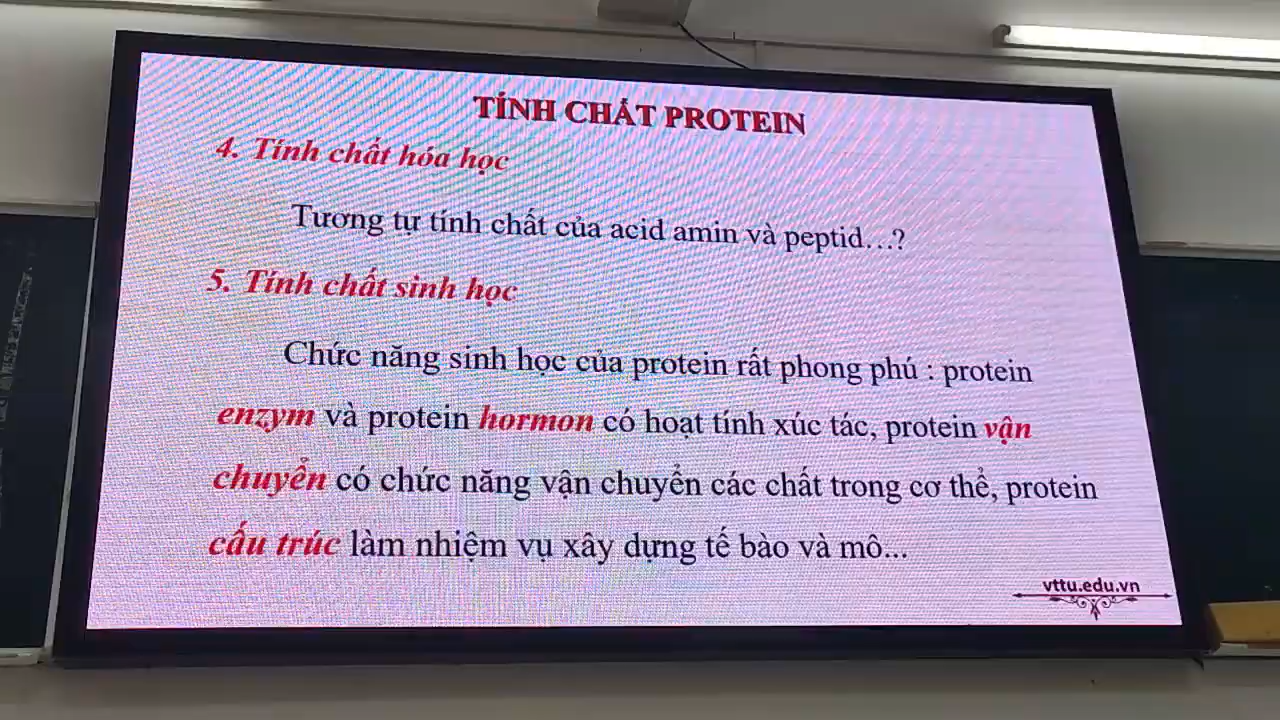 TÍNH CHẤT PROTEIN
4. Tính chất hóa học
Tương tự tính chất của acid amin và peptid…?
5. Tính chất sinh học
Chức năng sinh học của protein rất phong phú : protein
enzym và protein hormon có hoạt tính xúc tác, protein vận
chuyển có chức năng vận chuyển các chất trong cơ thể, protein
cấu trúc làm nhiệm vụ xây dựng tế bào và mô...
vttu.edu.vn